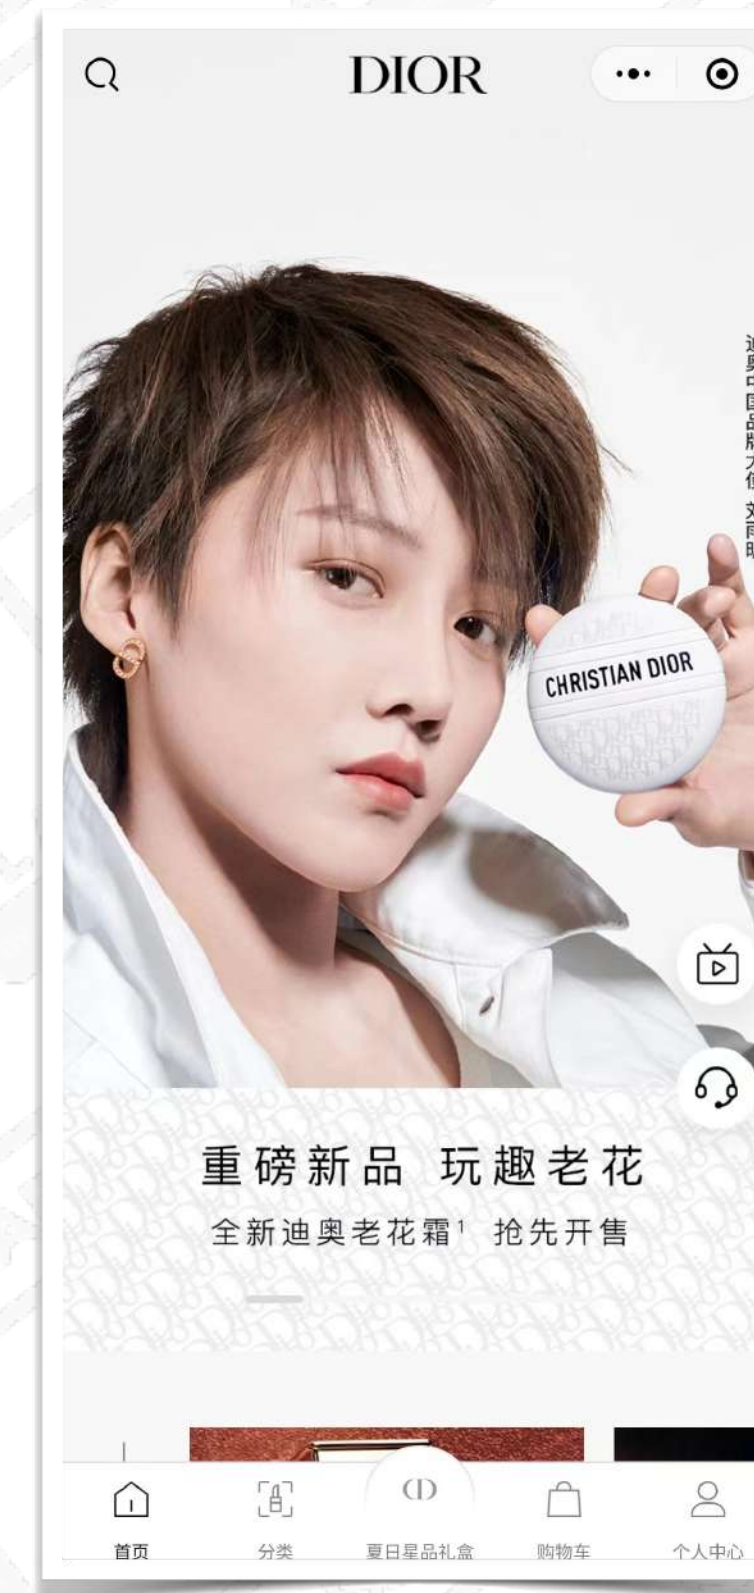 DIOR
CHRISTIAN DIOR
重磅新品 玩趣老花
全新迪奥老花霜¹ 抢先开售
首页
分类
夏日星品礼盒
购物车
个人中心